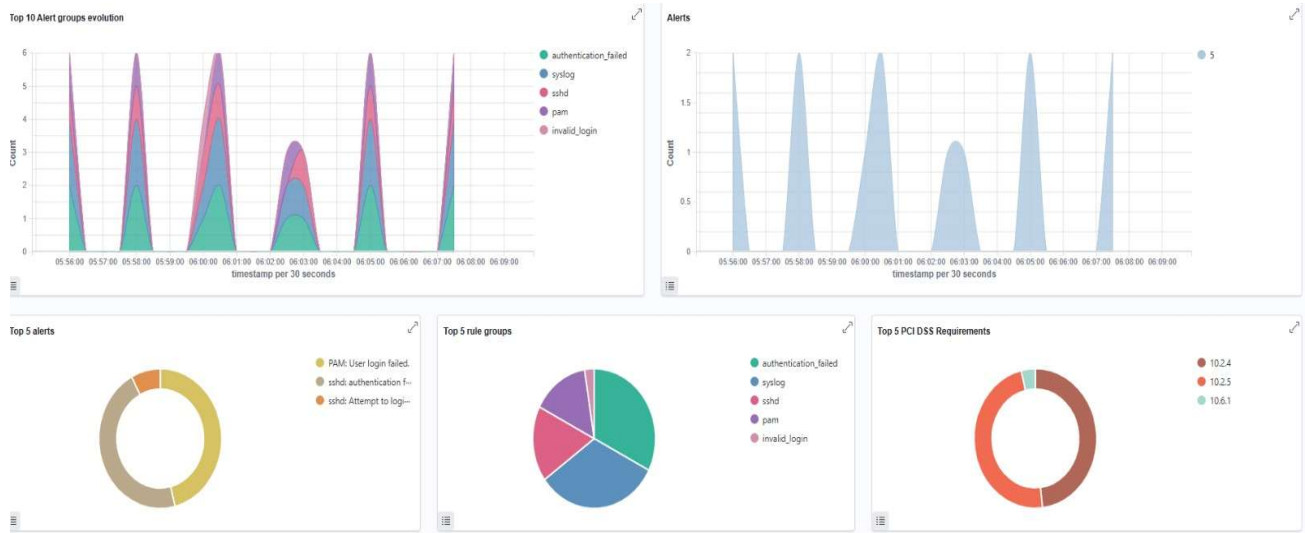 Top 10 Alert groups evolution
6
5
4
3
2
1
0
Count
05:56:00 05:57:00 05:58:00 05:59:00 06:00:00 06:01:00 06:02:00 06:03:00 06:04:00 06:05:00 06:06:00 06:07:00 06:08:00 06:09:00
timestamp per 30 seconds
authentication_failed
syslog
sshd
pam
invalid_login
Alerts
2
1.5
1
0.5
0
Count
05:56:00 05:57:00 05:58:00 05:59:00 06:00:00 06:01:00 06:02:00 06:03:00 06:04:00 06:05:00 06:06:00 06:07:00 06:08:00 06:09:00
timestamp per 30 seconds
5
Top 5 alerts
PAM: User login failed.
sshd: authentication f...
sshd: Attempt to logi...
Top 5 rule groups
authentication_failed
syslog
sshd
pam
invalid_login
Top 5 PCI DSS Requirements
10.2.4
10.2.5
10.6.1